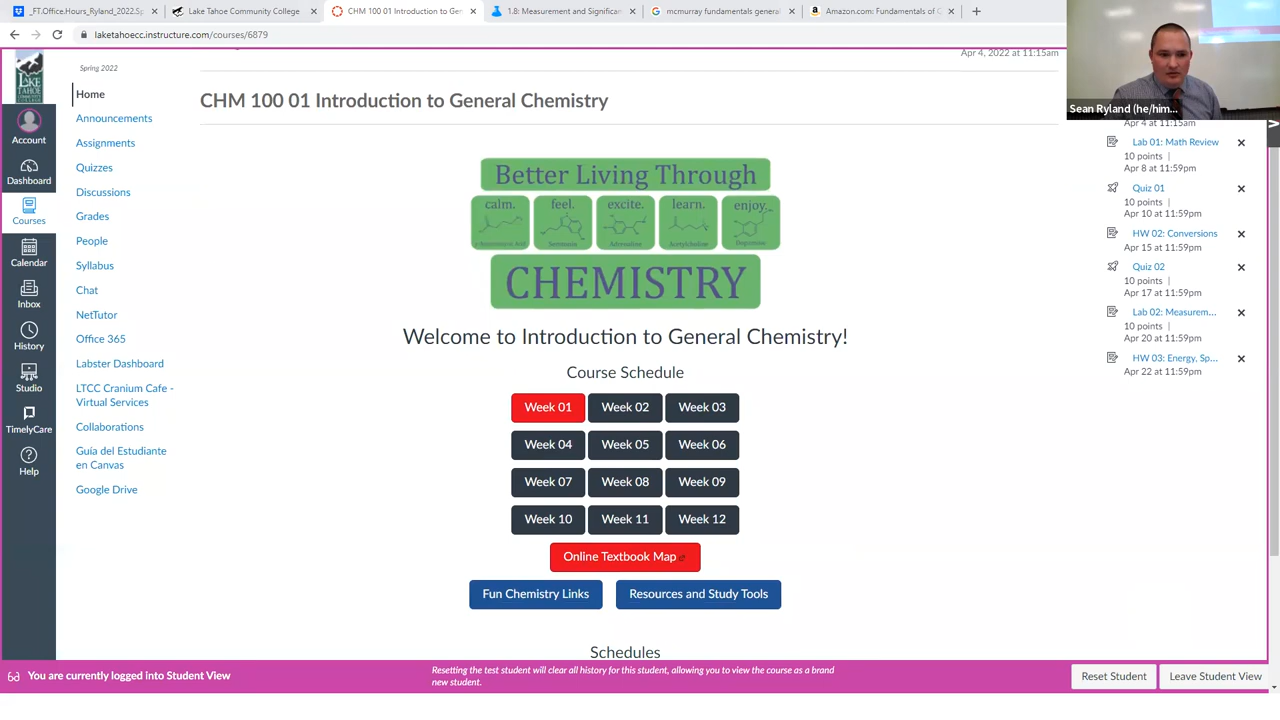 _FT.Office.Hours_Ryland_2022.Sp
Lake Tahoe Community College
CHM 100 01 Introduction to Gen
1.8: Measurement and Significan
mcmurray fundamentals general
Amazon.com: Fundamentals of G
laketahoecc.instructure.com/courses/6879
LAKE
TAHOE
Account
Dashboard
Courses
Calendar
Inbox
History
Studio
TimelyCare
Help
Spring 2022
Home
Announcements
Assignments
Quizzes
Discussions
Grades
People
Syllabus
Chat
NetTutor
Office 365
Labster Dashboard
LTCC Cranium Cafe -
Virtual Services
Collaborations
Guía del Estudiante
en Canvas
Google Drive
Apr 4, 2022 at 11:15am
CHM 100 01 Introduction to General Chemistry
Better Living Through
calm. feel. excite. learn. enjoy.
Serotonin Adrenaline Acetylcholine Dopamine
CHEMISTRY
Welcome to Introduction to General Chemistry!
Course Schedule
Week 01 Week 02 Week 03
Week 04 Week 05 Week 06
Week 07 Week 08 Week 09
Week 10 Week 11 Week 12
Online Textbook Map
Fun Chemistry Links Resources and Study Tools
Schedules
Sean Ryland (he/him...
Apr 4 at 11:15am
Lab 01: Math Review
10 points |
Apr 8 at 11:59pm
Quiz 01
10 points |
Apr 10 at 11:59pm
HW 02: Conversions
Apr 15 at 11:59pm
Quiz 02
10 points |
Apr 17 at 11:59pm
Lab 02: Measurem...
10 points |
Apr 20 at 11:59pm
HW 03: Energy, Sp...
Apr 22 at 11:59pm
You are currently logged into Student View
Resetting the test student will clear all history for this student, allowing you to view the course as a brand
new student.
Reset Student
Leave Student View